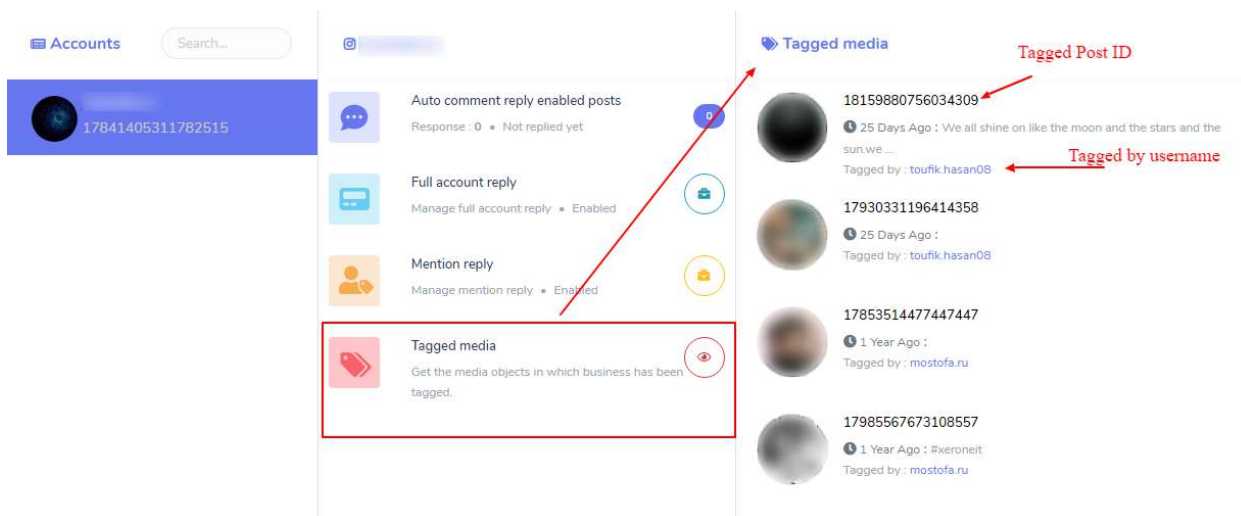 Accounts
Search...
17841405311782515
Auto comment reply enabled posts
Response : 0 • Not replied yet
0
Full account reply
Manage full account reply • Enabled
Mention reply
Manage mention reply • Enabled
Tagged media
Get the media objects in which business has been
tagged.
Tagged media
Tagged Post ID
18159880756034309
25 Days Ago : We all shine on like the moon and the stars and the
sun.we ...
Tagged by username
Tagged by : toufik.hasan08
17930331196414358
25 Days Ago :
Tagged by : toufik.hasan08
17853514477447447
1 Year Ago :
Tagged by : mostofa.ru
17985567673108557
1 Year Ago : #xeroneit
Tagged by : mostofa.ru